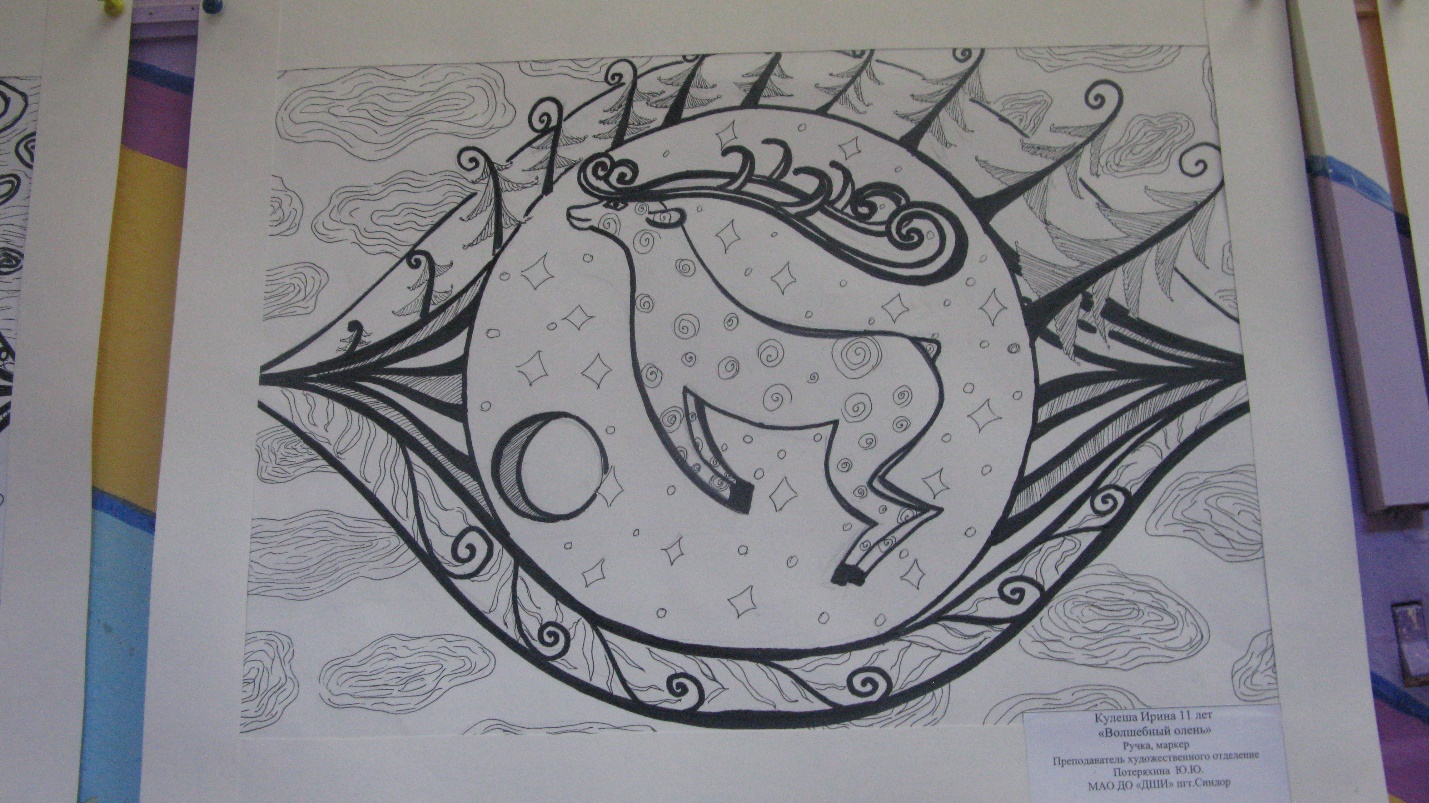 Кулеша Ирина 11 лет
«Волшебный олень»
Ручка, маркер
Преподаватель художественного отделение
Потеряхина Ю.Ю.
МАО ДО «ДШИ» пгт.Синдор